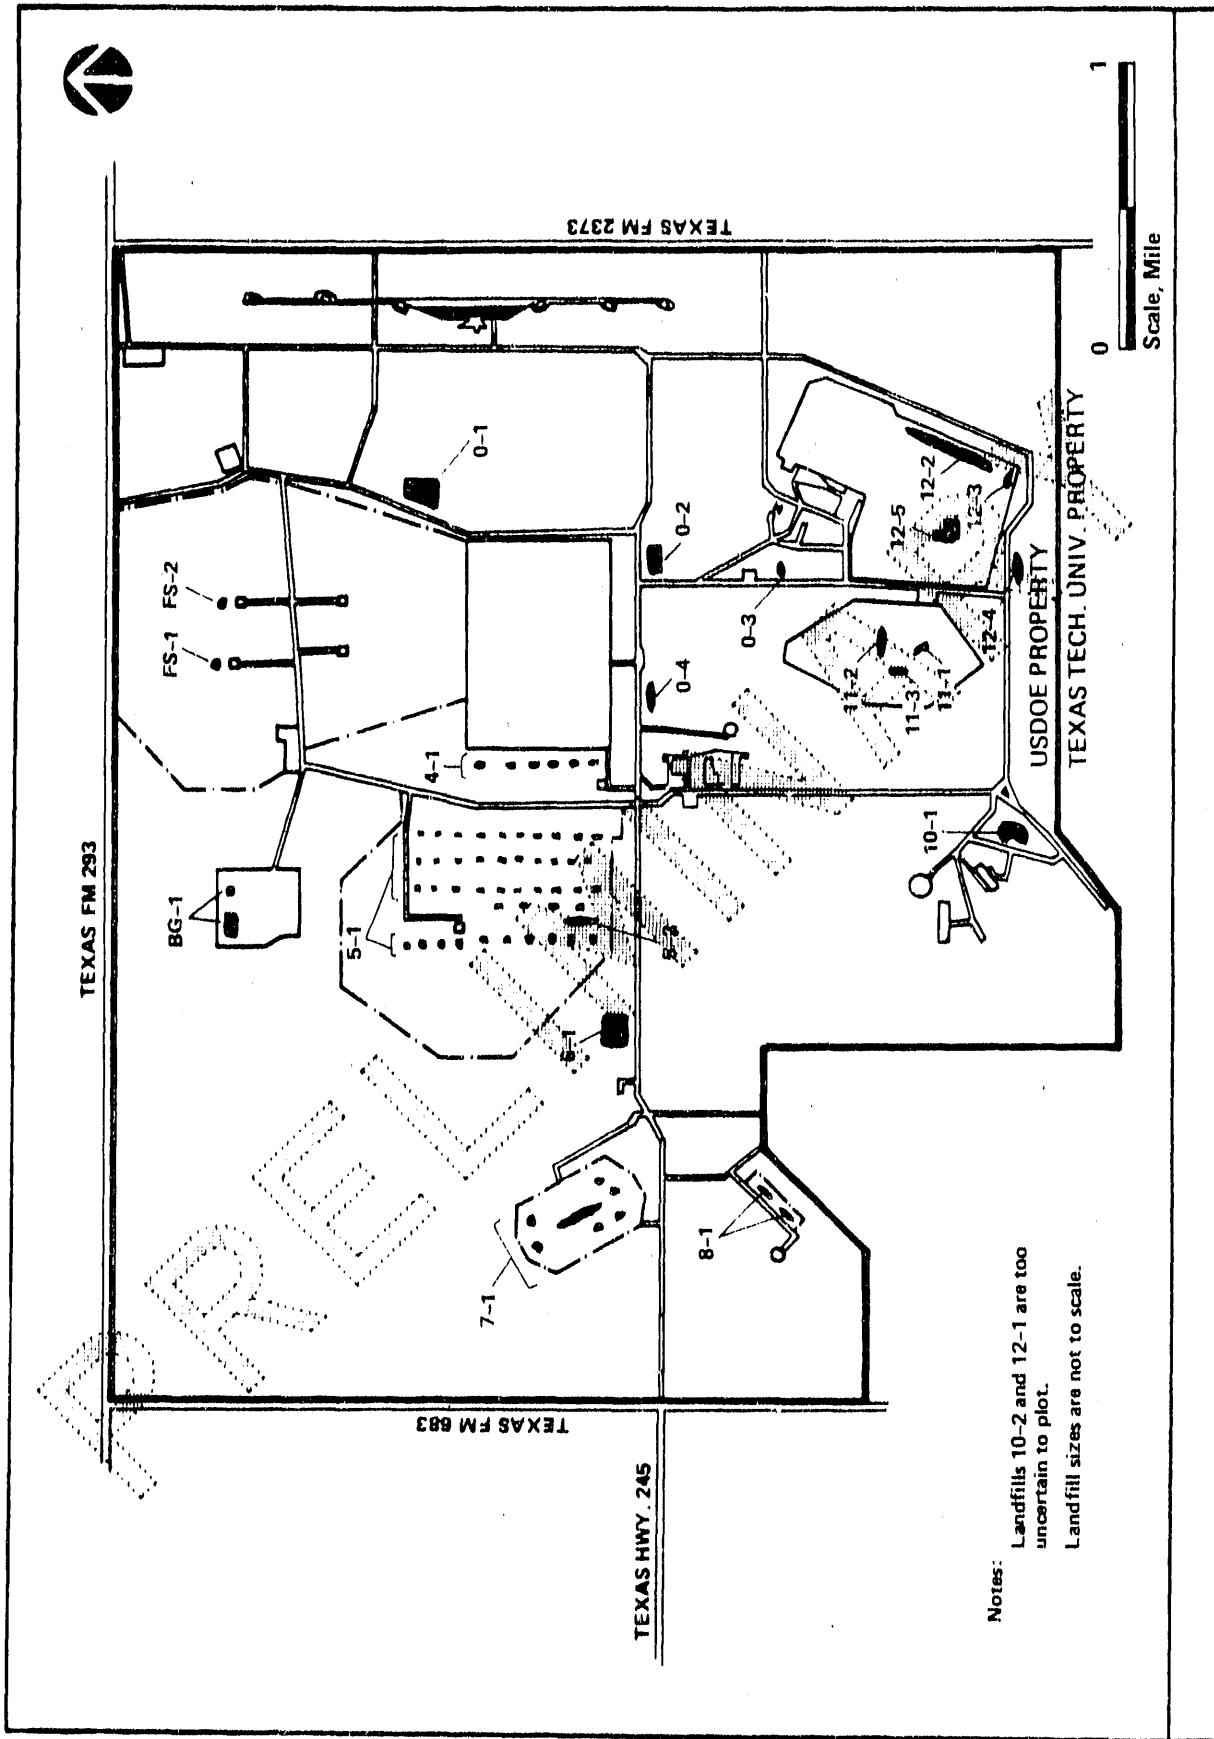 TEXAS FM 293
BG-1
FS-1
FS-2
5-1
4-1
0-1
7-1
TEXAS FM 683
TEXAS FM 2373
TEXAS HWY. 245
0-4
0-2
8-1
0-3
11-2
11-3
11-1
12-5
12-2
12-3
12-4
10-1
USDOE PROPERTY
TEXAS TECH. UNIV. PROPERTY
Notes:
Landfills 10-2 and 12-1 are too
uncertain to plot.
Landfill sizes are not to scale.
0
1
Scale, Mile
PRELIMINARY